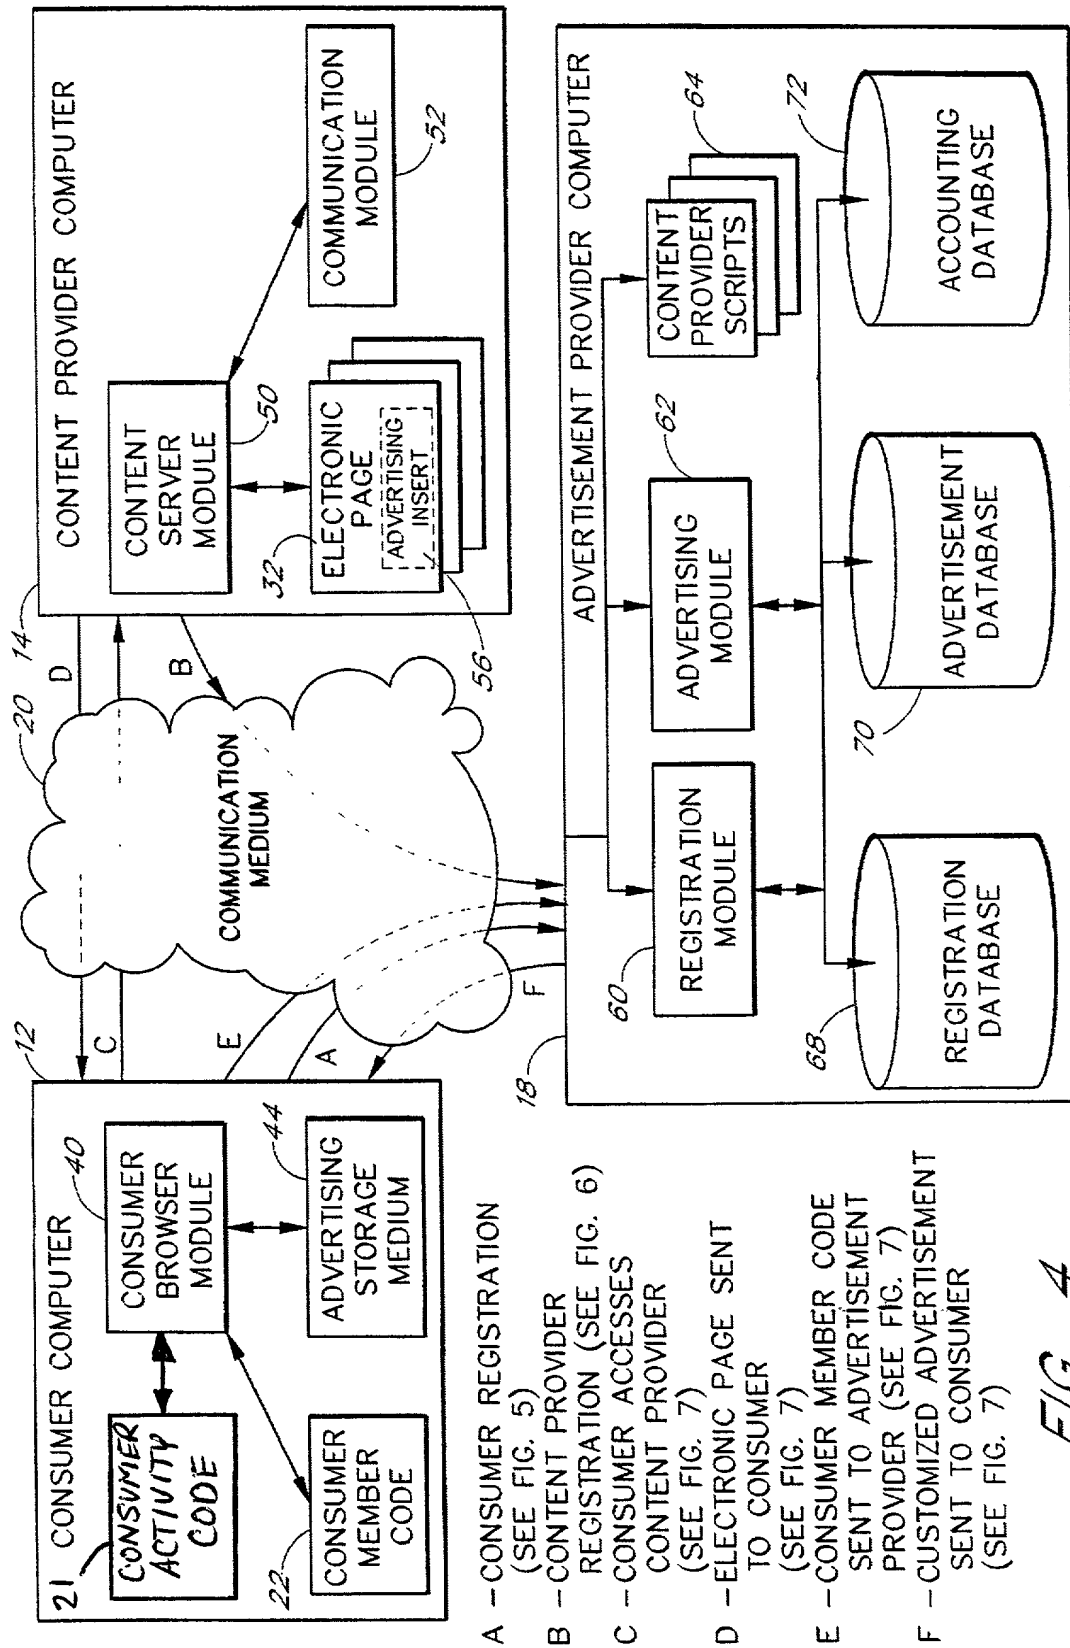 CONSUMER COMPUTER
12
21
CONSUMER
ACTIVITY
CODE
40
CONSUMER
BROWSER
MODULE
22
CONSUMER
MEMBER
CODE
44
ADVERTISING
STORAGE
MEDIUM
20
COMMUNICATION
MEDIUM
D
C
B
E
A
F
14
CONTENT PROVIDER COMPUTER
CONTENT
SERVER
MODULE
50
32
ELECTRONIC
PAGE
ADVERTISING
INSERT
56
COMMUNICATION
MODULE
52
18
ADVERTISEMENT PROVIDER COMPUTER
60
REGISTRATION
MODULE
62
ADVERTISING
MODULE
64
CONTENT
PROVIDER
SCRIPTS
68
REGISTRATION
DATABASE
70
ADVERTISEMENT
DATABASE
72
ACCOUNTING
DATABASE
A – CONSUMER REGISTRATION
(SEE FIG. 5)
B – CONTENT PROVIDER
REGISTRATION (SEE FIG. 6)
C – CONSUMER ACCESSES
CONTENT PROVIDER
(SEE FIG. 7)
D – ELECTRONIC PAGE SENT
TO CONSUMER
(SEE FIG. 7)
E – CONSUMER MEMBER CODE
SENT TO ADVERTISEMENT
PROVIDER (SEE FIG. 7)
F – CUSTOMIZED ADVERTISEMENT
SENT TO CONSUMER
(SEE FIG. 7)
FIG. 4